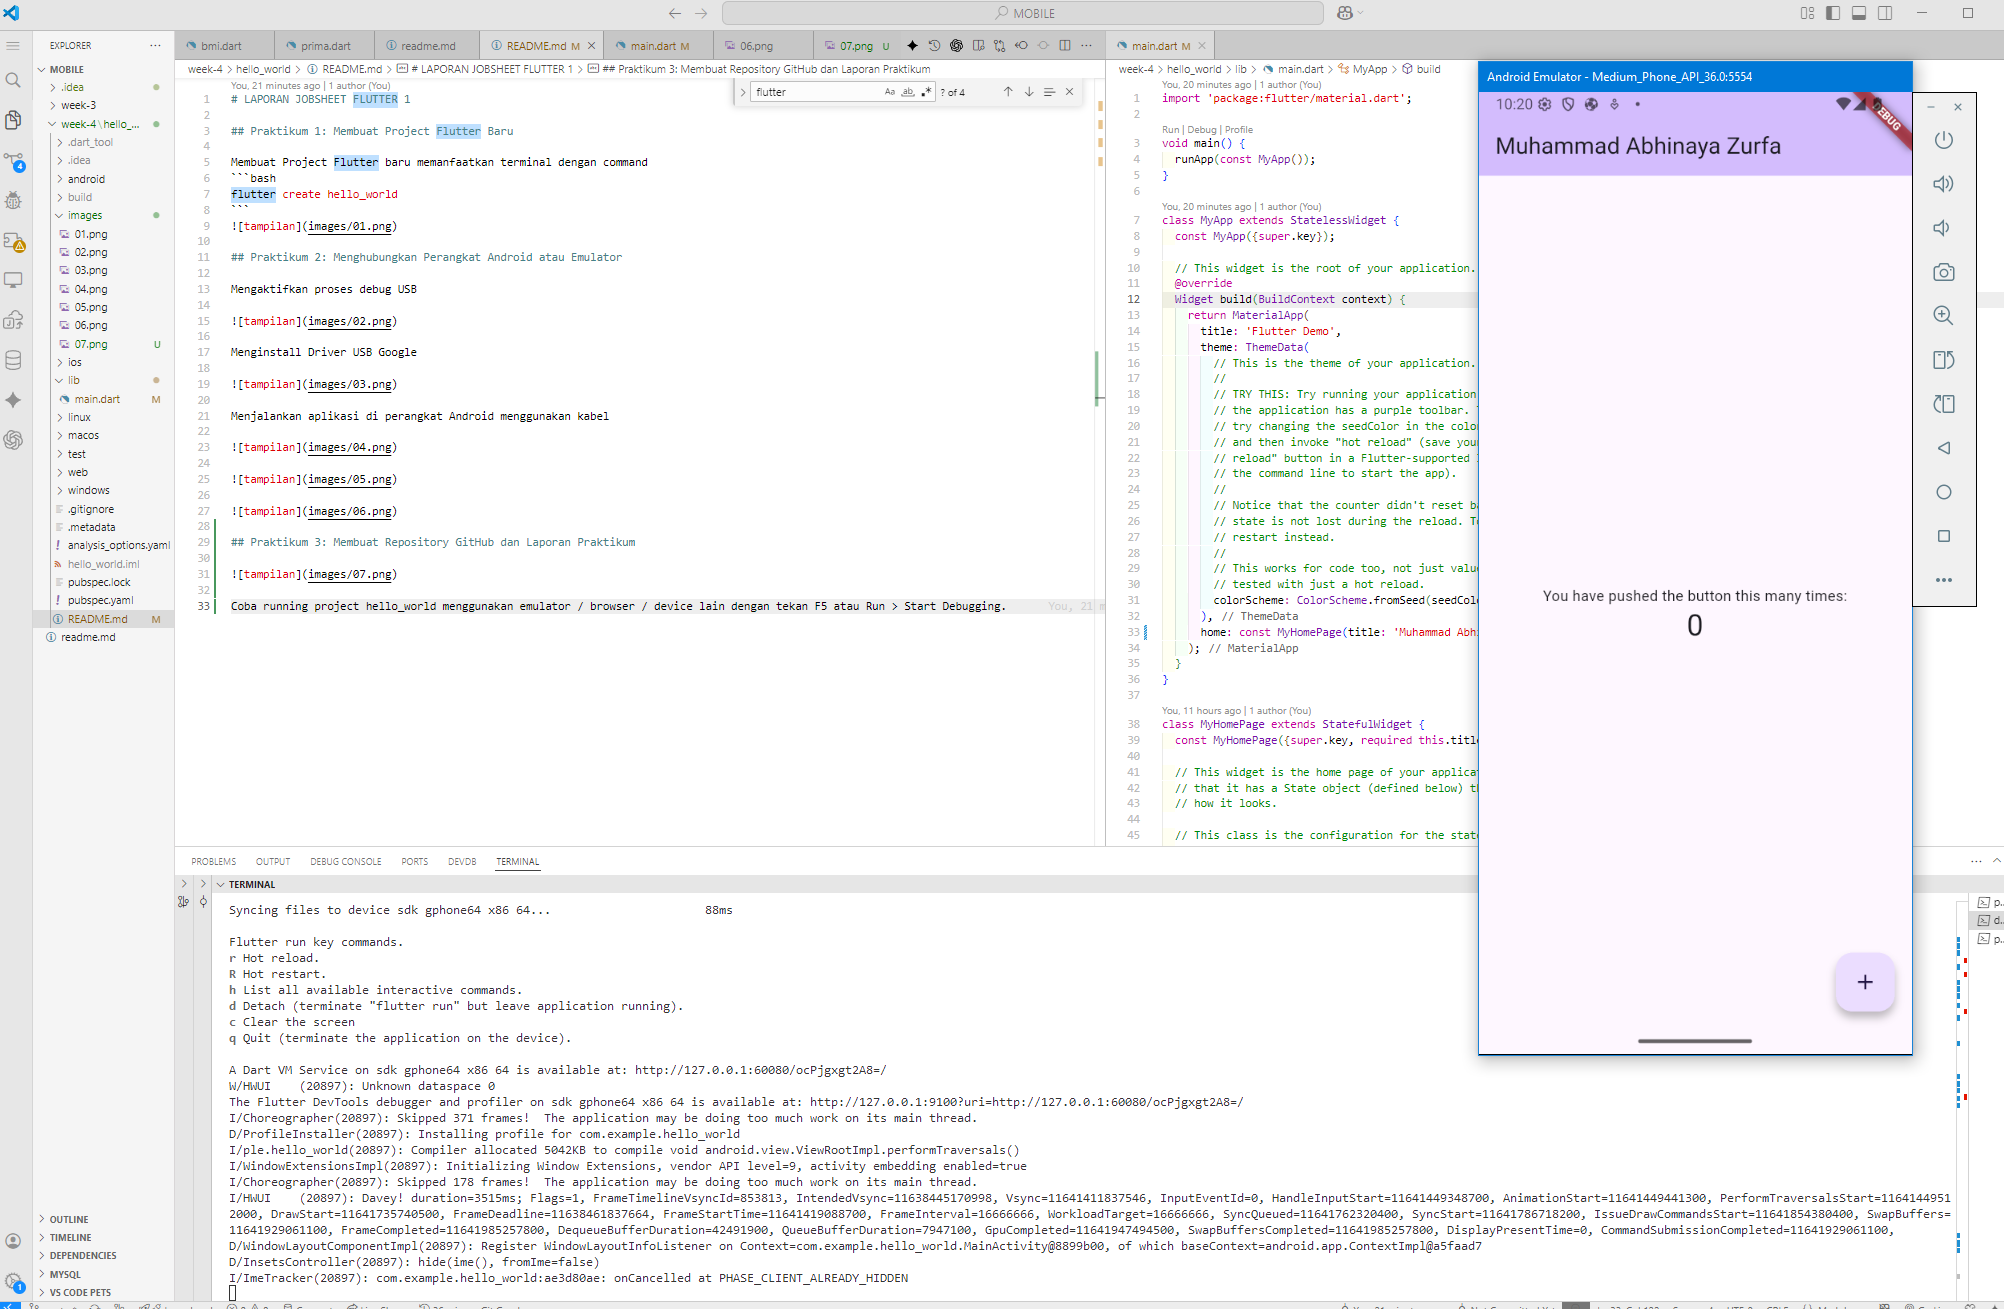 MOBILE
EXPLORER
MOBILE
.idea
week-3
week-4\hello_...
.dart_tool
.idea
android
build
images
01.png
02.png
03.png
04.png
05.png
06.png
07.png U
ios
lib
main.dart M
linux
macos
test
web
windows
.gitignore
.metadata
analysis_options.yaml
hello_world.iml
pubspec.lock
pubspec.yaml
README.md M
readme.md
OUTLINE
TIMELINE
DEPENDENCIES
MYSQL
VS CODE PETS
bmi.dart
prima.dart
readme.md
README.md M
main.dart M
06.png
07.png U
week-4 > hello_world > README.md > # LAPORAN JOBSHEET FLUTTER 1 > ## Praktikum 3: Membuat Repository GitHub dan Laporan Praktikum
flutter
Aa
ab
? of 4
You, 21 minutes ago | 1 author (You)
1 # LAPORAN JOBSHEET FLUTTER 1
2
3 ## Praktikum 1: Membuat Project Flutter Baru
4
5 Membuat Project Flutter baru memanfaatkan terminal dengan command
6 ```bash
7 flutter create hello_world
8 ```
9 ![tampilan](images/01.png)
10
11 ## Praktikum 2: Menghubungkan Perangkat Android atau Emulator
12
13 Mengaktifkan proses debug USB
14
15 ![tampilan](images/02.png)
16
17 Menginstall Driver USB Google
18
19 ![tampilan](images/03.png)
20
21 Menjalankan aplikasi di perangkat Android menggunakan kabel
22
23 ![tampilan](images/04.png)
24
25 ![tampilan](images/05.png)
26
27 ![tampilan](images/06.png)
28
29 ## Praktikum 3: Membuat Repository GitHub dan Laporan Praktikum
30
31 ![tampilan](images/07.png)
32
33 Coba running project hello_world menggunakan emulator / browser / device lain dengan tekan F5 atau Run > Start Debugging. You, 21 m
main.dart M
week-4 > hello_world > lib > main.dart > MyApp > build
You, 20 minutes ago | 1 author (You)
1 import 'package:flutter/material.dart';
2
Run | Debug | Profile
3 void main() {
4 runApp(const MyApp());
5 }
6
You, 20 minutes ago | 1 author (You)
7 class MyApp extends StatelessWidget {
8 const MyApp({super.key});
9
10 // This widget is the root of your application.
11 @override
12 Widget build(BuildContext context) {
13 return MaterialApp(
14 title: 'Flutter Demo',
15 theme: ThemeData(
16 // This is the theme of your application.
17 //
18 // TRY THIS: Try running your application
19 // the application has a purple toolbar.
20 // try changing the seedColor in the colo
21 // and then invoke "hot reload" (save you
22 // reload" button in a Flutter-supported
23 // the command line to start the app).
24 //
25 // Notice that the counter didn't reset b
26 // state is not lost during the reload. T
27 // restart instead.
28 //
29 // This works for code too, not just valu
30 // tested with just a hot reload.
31 colorScheme: ColorScheme.fromSeed(seedColo
32 ), // ThemeData
33 home: const MyHomePage(title: 'Muhammad Abh
34 ); // MaterialApp
35 }
36 }
37
You, 11 hours ago | 1 author (You)
38 class MyHomePage extends StatefulWidget {
39 const MyHomePage({super.key, required this.titl
40
41 // This widget is the home page of your applica
42 // that it has a State object (defined below) t
43 // how it looks.
44
45 // This class is the configuration for the stat
Android Emulator - Medium_Phone_API_36.0:5554
10:20
DEBUG
Muhammad Abhinaya Zurfa
You have pushed the button this many times:
0
+
PROBLEMS OUTPUT DEBUG CONSOLE PORTS DEVDB TERMINAL
TERMINAL
Syncing files to device sdk gphone64 x86 64... 88ms
Flutter run key commands.
r Hot reload.
R Hot restart.
h List all available interactive commands.
d Detach (terminate "flutter run" but leave application running).
c Clear the screen
q Quit (terminate the application on the device).
A Dart VM Service on sdk gphone64 x86 64 is available at: http://127.0.0.1:60080/ocPjgxgt2A8=/
W/HWUI (20897): Unknown dataspace 0
The Flutter DevTools debugger and profiler on sdk gphone64 x86 64 is available at: http://127.0.0.1:9100?uri=http://127.0.0.1:60080/ocPjgxgt2A8=/
I/Choreographer(20897): Skipped 371 frames! The application may be doing too much work on its main thread.
D/ProfileInstaller(20897): Installing profile for com.example.hello_world
I/ple.hello_world(20897): Compiler allocated 5042KB to compile void android.view.ViewRootImpl.performTraversals()
I/WindowExtensionsImpl(20897): Initializing Window Extensions, vendor API level=9, activity embedding enabled=true
I/Choreographer(20897): Skipped 178 frames! The application may be doing too much work on its main thread.
I/HWUI (20897): Davey! duration=3515ms; Flags=1, FrameTimelineVsyncId=853813, IntendedVsync=11638445170998, Vsync=11641411837546, InputEventId=0, HandleInputStart=11641449348700, AnimationStart=11641449441300, PerformTraversalsStart=1164144951
2000, DrawStart=11641735740500, FrameDeadline=11638461837664, FrameStartTime=11641419088700, FrameInterval=16666666, WorkloadTarget=16666666, SyncQueued=11641762320400, SyncStart=11641786718200, IssueDrawCommandsStart=11641854380400, SwapBuffers=
11641929061100, FrameCompleted=11641985257800, DequeueBufferDuration=42491900, QueueBufferDuration=7947100, GpuCompleted=11641947494500, SwapBuffersCompleted=11641985257800, DisplayPresentTime=0, CommandSubmissionCompleted=11641929061100,
D/WindowLayoutComponentImpl(20897): Register WindowLayoutInfoListener on Context=com.example.hello_world.MainActivity@8899b00, of which baseContext=android.app.ContextImpl@a5faad7
D/InsetsController(20897): hide(ime(), fromIme=false)
I/ImeTracker(20897): com.example.hello_world:ae3d80ae: onCancelled at PHASE_CLIENT_ALREADY_HIDDEN
p...
d...
p...